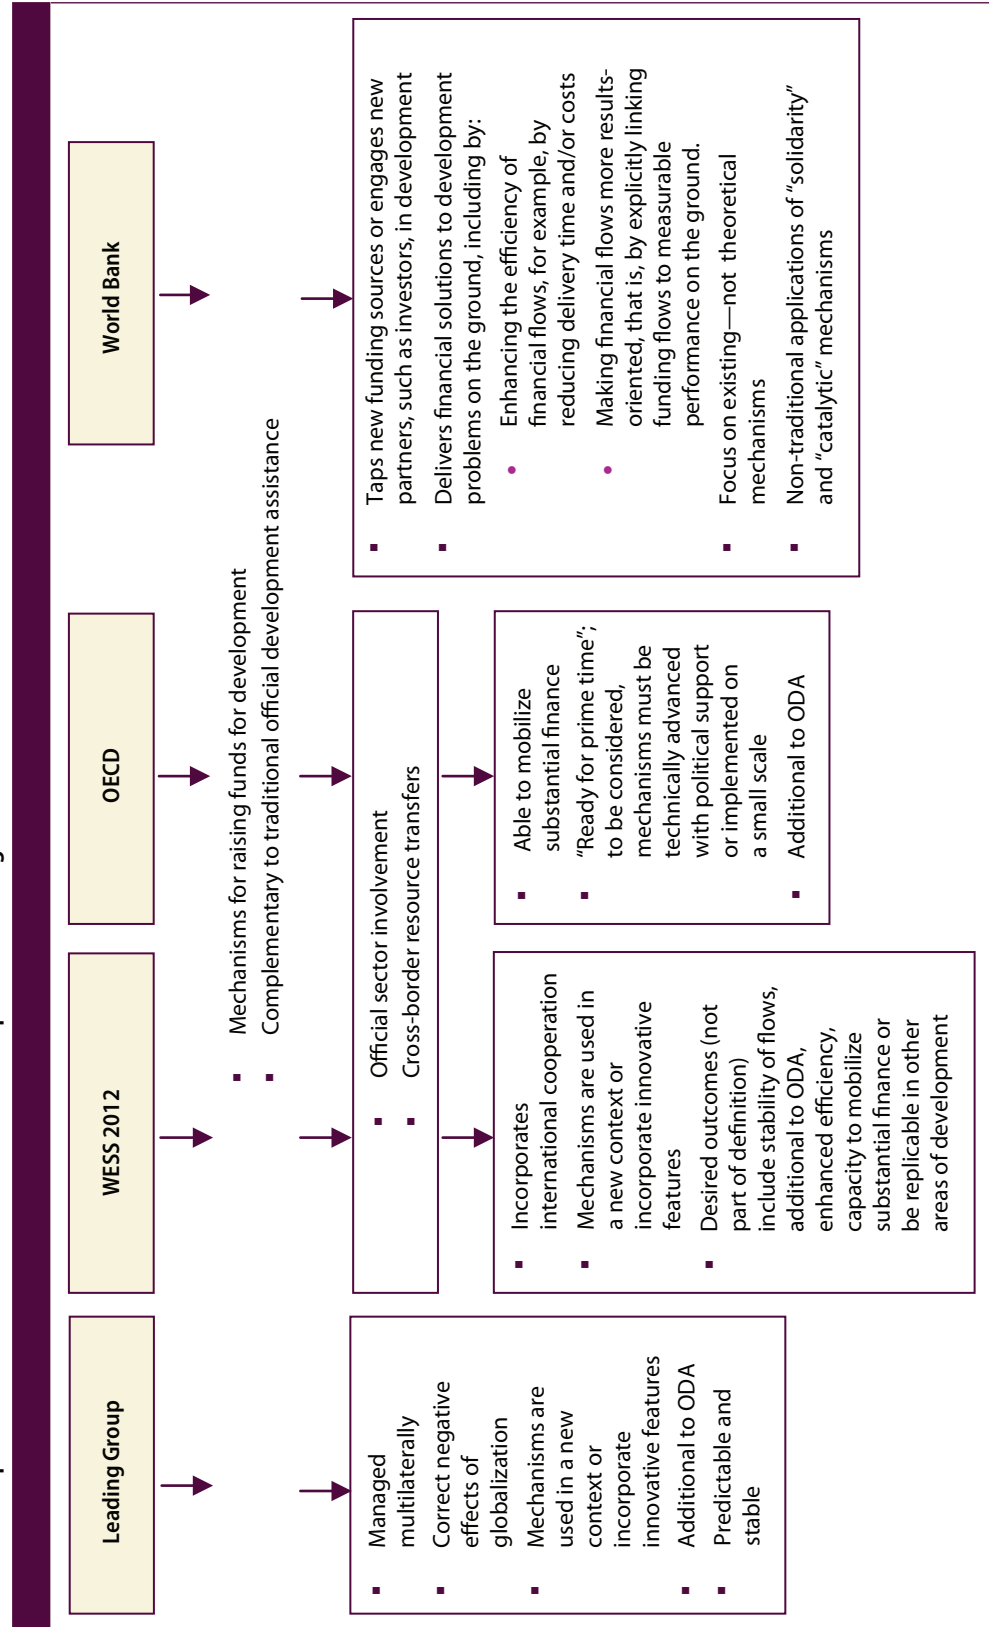 Leading Group
WESS 2012
OECD
World Bank
▪ Mechanisms for raising funds for development
▪ Complementary to traditional official development assistance
▪ Official sector involvement
▪ Cross-border resource transfers
▪ Managed
multilaterally
▪ Correct negative
effects of
globalization
▪ Mechanisms are
used in a new
context or
incorporate
innovative features
▪ Additional to ODA
▪ Predictable and
stable
▪ Incorporates
international cooperation
▪ Mechanisms are used in
a new context or
incorporate innovative
features
▪ Desired outcomes (not
part of definition)
include stability of flows,
additional to ODA,
enhanced efficiency,
capacity to mobilize
substantial finance or
be replicable in other
areas of development
▪ Able to mobilize
substantial finance
▪ “Ready for prime time”;
to be considered,
mechanisms must be
technically advanced
with political support
or implemented on
a small scale
▪ Additional to ODA
▪ Taps new funding sources or engages new
partners, such as investors, in development
▪ Delivers financial solutions to development
problems on the ground, including by:
• Enhancing the efficiency of
financial flows, for example, by
reducing delivery time and/or costs
• Making financial flows more results-
oriented, that is, by explicitly linking
funding flows to measurable
performance on the ground.
▪ Focus on existing—not theoretical
mechanisms
▪ Non-traditional applications of “solidarity”
and “catalytic” mechanisms